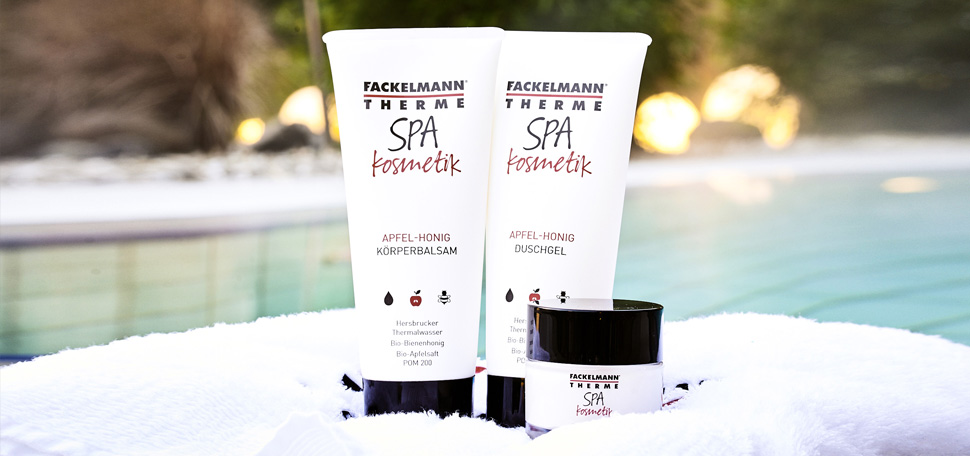 FACKELMANN®
THERME
SPA
kosmetik
APFEL-HONIG
KÖRPERBALSAM
Hersbrucker
Thermalwasser
Bio-Bienenhonig
Bio-Apfelsaft
POM 200
FACKELMANN®
THERME
SPA
kosmetik
APFEL-HONIG
DUSCHGEL
FACKELMANN
THERME
SPA
kosmetik